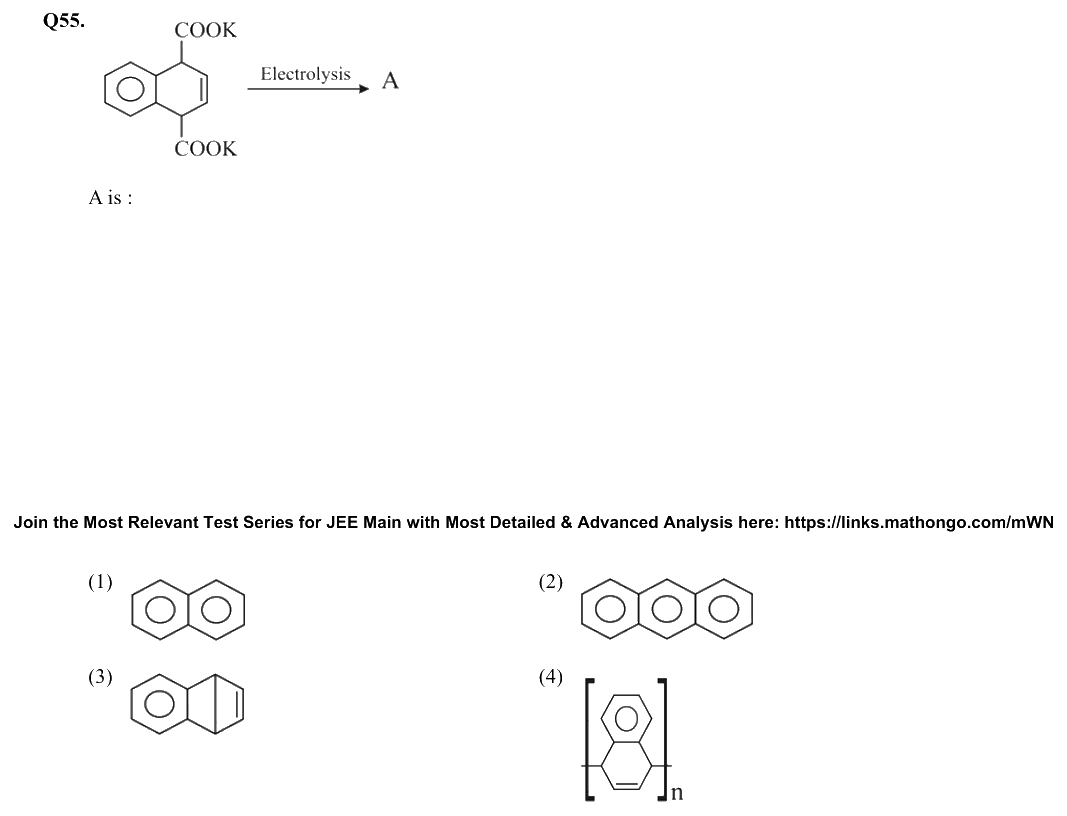 Q55.
COOK
Electrolysis
A
COOK
A is :
Join the Most Relevant Test Series for JEE Main with Most Detailed & Advanced Analysis here: https://links.mathongo.com/mWN
(1)
(2)
(3)
(4)
n